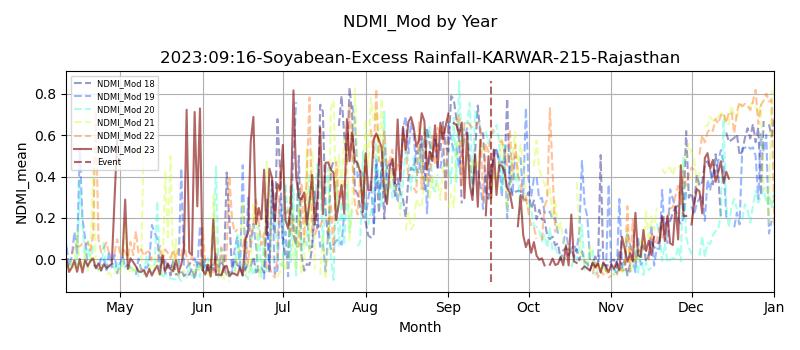 NDMI_Mod by Year
2023:09:16-Soyabean-Excess Rainfall-KARWAR-215-Rajasthan
NDMI_mean
0.8
0.6
0.4
0.2
0.0
NDMI_Mod 18
NDMI_Mod 19
NDMI_Mod 20
NDMI_Mod 21
NDMI_Mod 22
NDMI_Mod 23
Event
May Jun Jul Aug Sep Oct Nov Dec Jan
Month